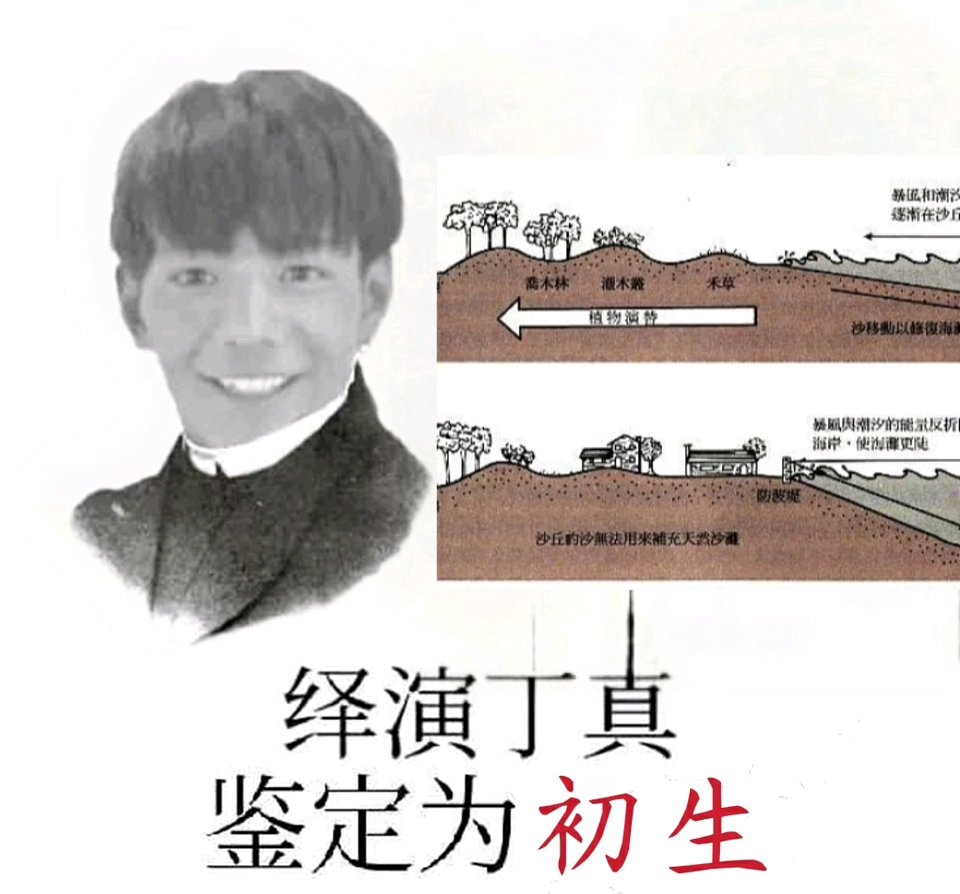 暴風和潮汐
逐漸在沙丘
喬木林
灌木叢
禾草
植物演替
沙移動以修復海灘
暴風與潮汐的能量反折回
海岸，使海灘更陡
防波堤
沙丘的沙無法用來補充天然沙灘
绎演丁真
鉴定为初生